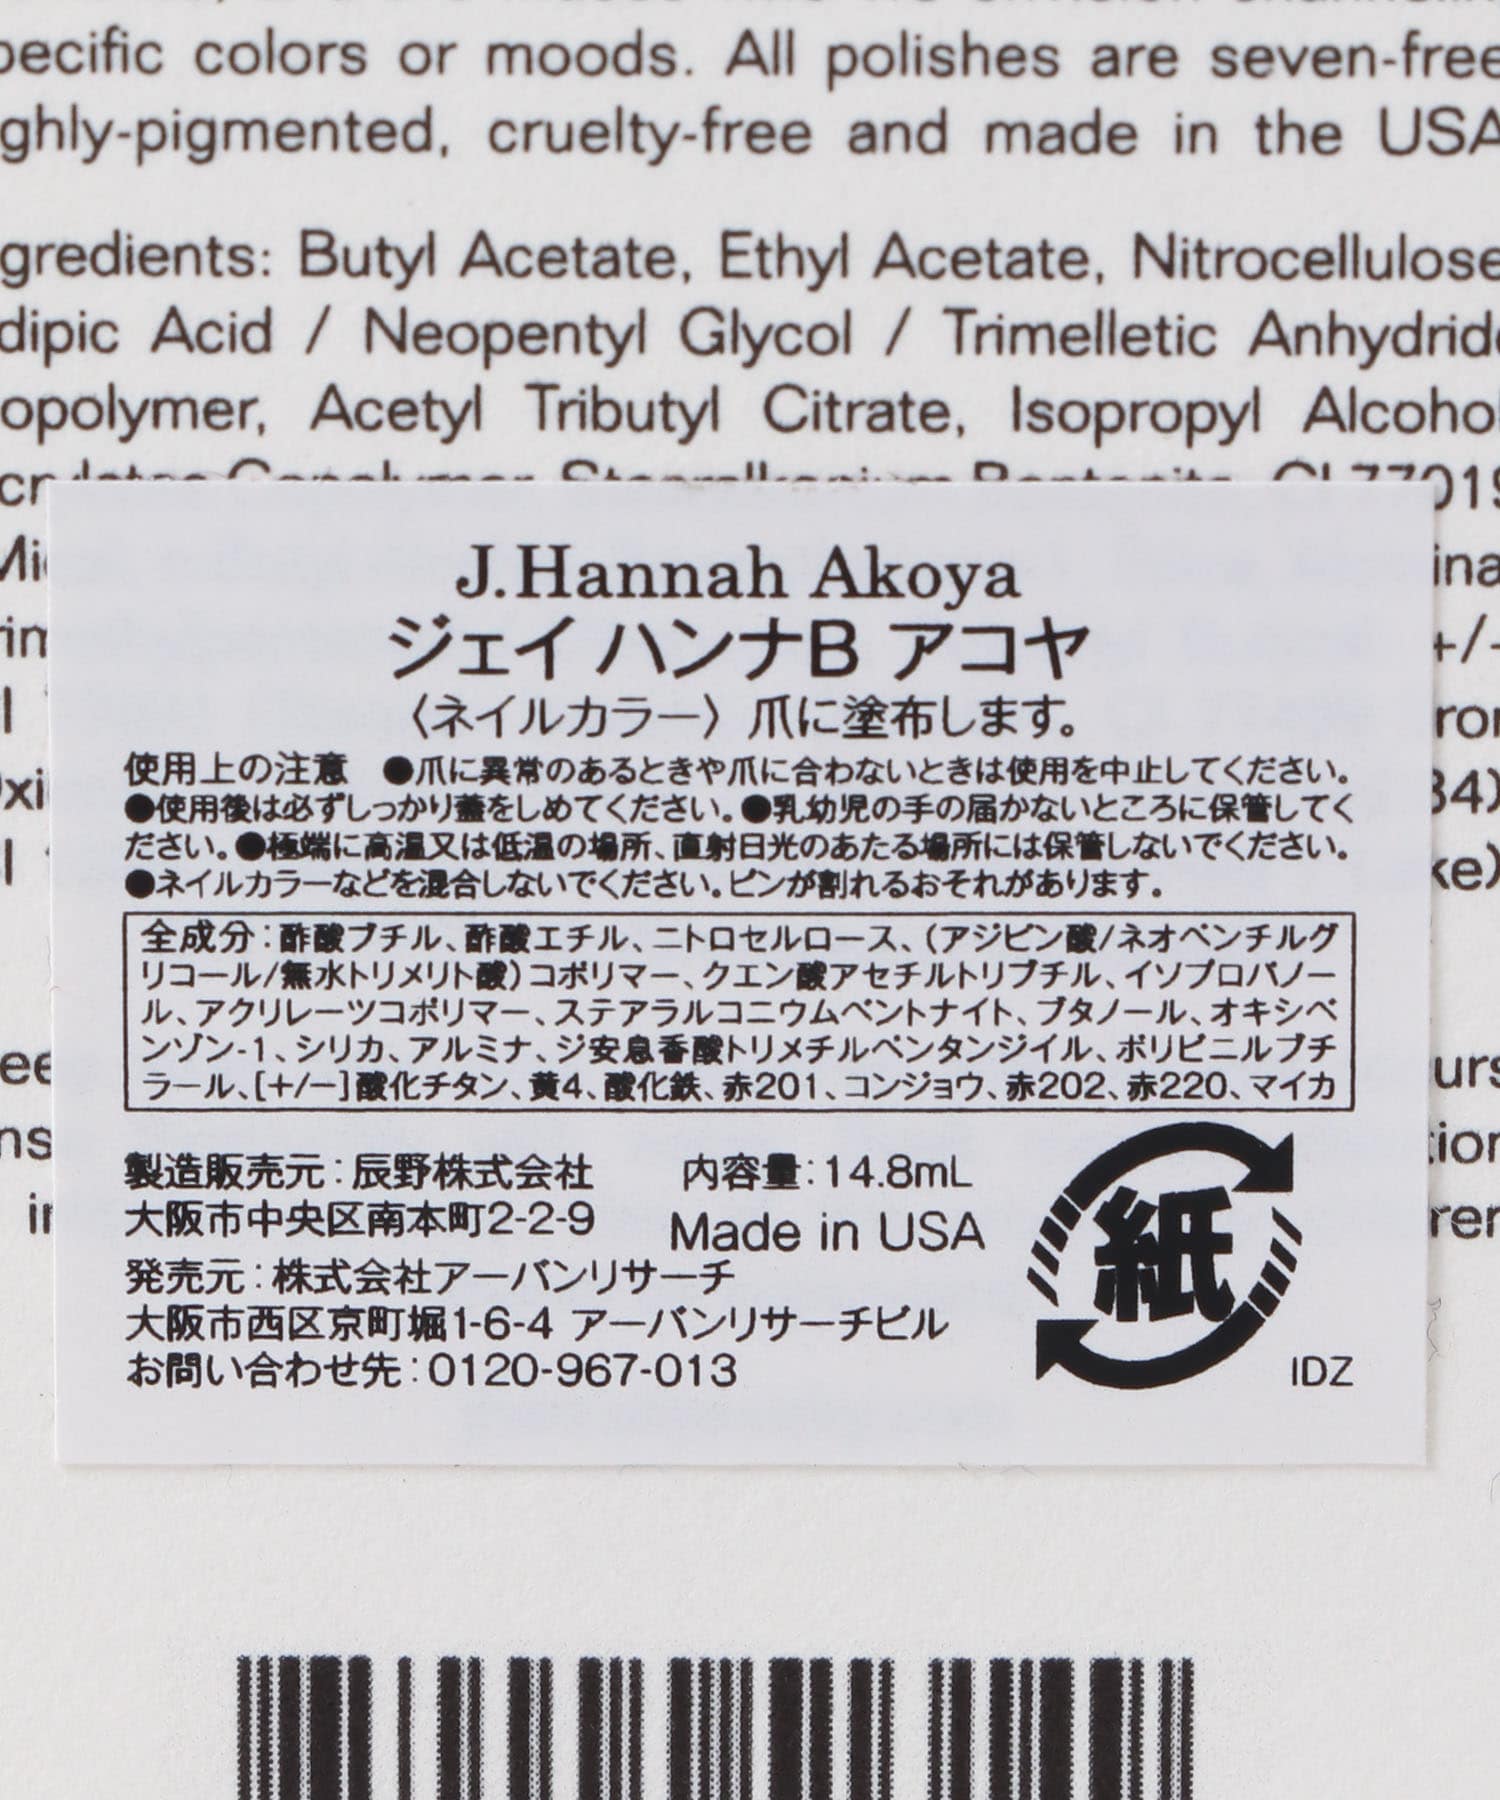 colors or moods. All polishes are
cruelty-free and made in the USA
Butyl Acetate, Ethyl Acetate, Nitrocellulose
Acid / Neopentyl Glycol / Trimelletic
Acetyl Tributyl Citrate, Isopropyl
J.Hannah Akoya
ジェイ ハンナB アコヤ
〈ネイルカラー〉爪に塗布します。
使用上の注意 ●爪に異常のあるときや爪に合わないときは使用を中止してください。
●使用後は必ずしっかり蓋をしめてください。●乳幼児の手の届かないところに保管してく
ださい。●極端に高温又は低温の場所、直射日光のあたる場所には保管しないでください。
●ネイルカラーなどを混合しないでください。ビンが割れるおそれがあります。
全成分:酢酸ブチル、酢酸エチル、ニトロセルロース、(アジピン酸/ネオペンチルグ
リコール/無水トリメリト酸)コポリマー、クエン酸アセチルトリブチル、イソプロパノー
ル、アクリレーツコポリマー、ステアラルコニウムベントナイト、ブタノール、オキシベ
ンゾン-1、シリカ、アルミナ、ジ安息香酸トリメチルペンタンジイル、ポリビニルブチ
ラール、[+/−]酸化チタン、黄4、酸化鉄、赤201、コンジョウ、赤202、赤220、マイカ
製造販売元:辰野株式会社
大阪市中央区南本町2-2-9
内容量:14.8mL
Made in USA
発売元:株式会社アーバンリサーチ
大阪市西区京町堀1-6-4 アーバンリサーチビル
お問い合わせ先:0120-967-013
紙
IDZ